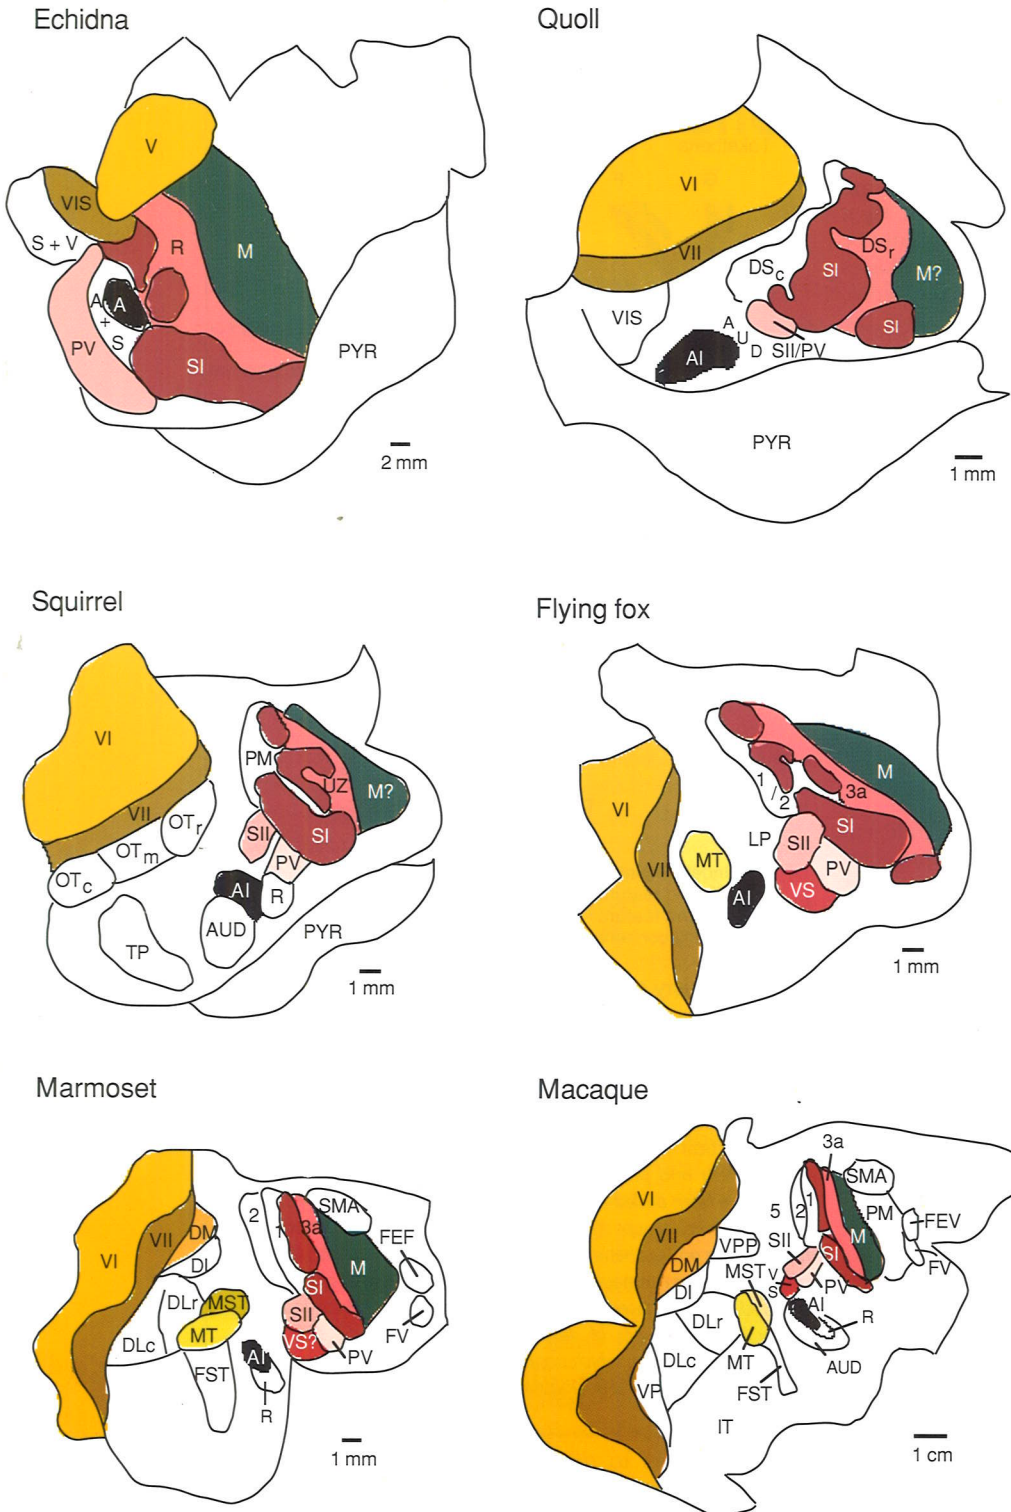 Echidna
V
VIS
S + V
R
M
A
A
+
S
PV
SI
PYR
2 mm
Quoll
VI
VII
DSc
DSr
SI
M?
VIS
A
U
D
SI
AI
SII/PV
PYR
1 mm
Squirrel
VI
VII
PM
UZ
M?
OTr
OTm
OTc
SII
SI
PV
AI
R
AUD
PYR
TP
1 mm
Flying fox
VI
VII
M
1/2
3a
SI
LP
SII
MT
PV
AI
VS
1 mm
Marmoset
VI
VII
DM
DI
2
1
3a
SMA
FEF
M
DLr
MST
SI
MT
SII
FV
DLc
VS?
PV
AI
FST
R
1 mm
Macaque
3a
VI
SMA
5
2
1
PM
FEV
VII
VPP
SII
M
DM
SI
FV
MST
V
S
PV
DI
AI
R
DLr
DLc
MT
AUD
VP
FST
IT
1 cm